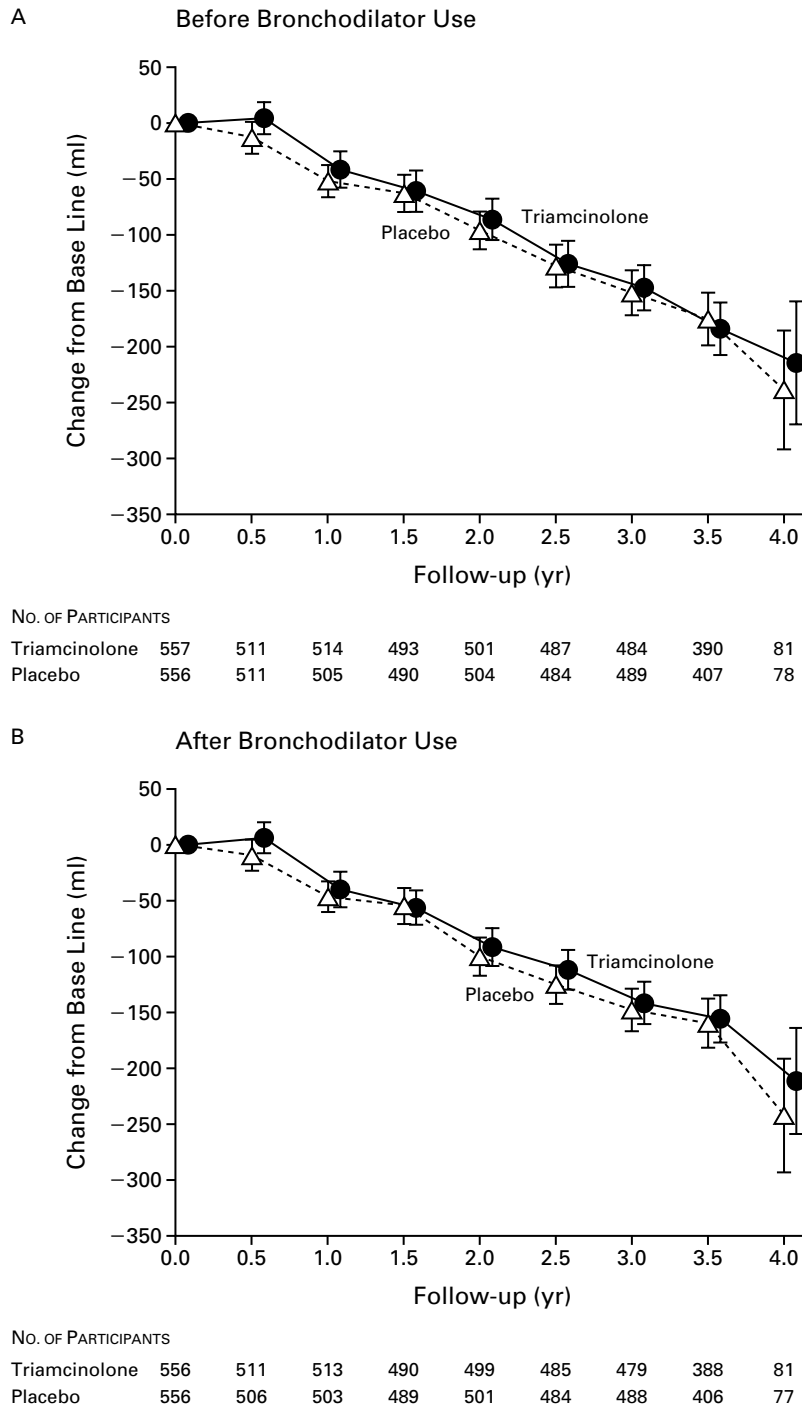 A
Before Bronchodilator Use
50
0
−50
−100
−150
−200
−250
−300
−350
Change from Base Line (ml)
Placebo
Triamcinolone
0.0 0.5 1.0 1.5 2.0 2.5 3.0 3.5 4.0
Follow-up (yr)
No. of Participants
Triamcinolone 557 511 514 493 501 487 484 390 81
Placebo 556 511 505 490 504 484 489 407 78
B
After Bronchodilator Use
50
0
−50
−100
−150
−200
−250
−300
−350
Change from Base Line (ml)
Triamcinolone
Placebo
0.0 0.5 1.0 1.5 2.0 2.5 3.0 3.5 4.0
Follow-up (yr)
No. of Participants
Triamcinolone 556 511 513 490 499 485 479 388 81
Placebo 556 506 503 489 501 484 488 406 77